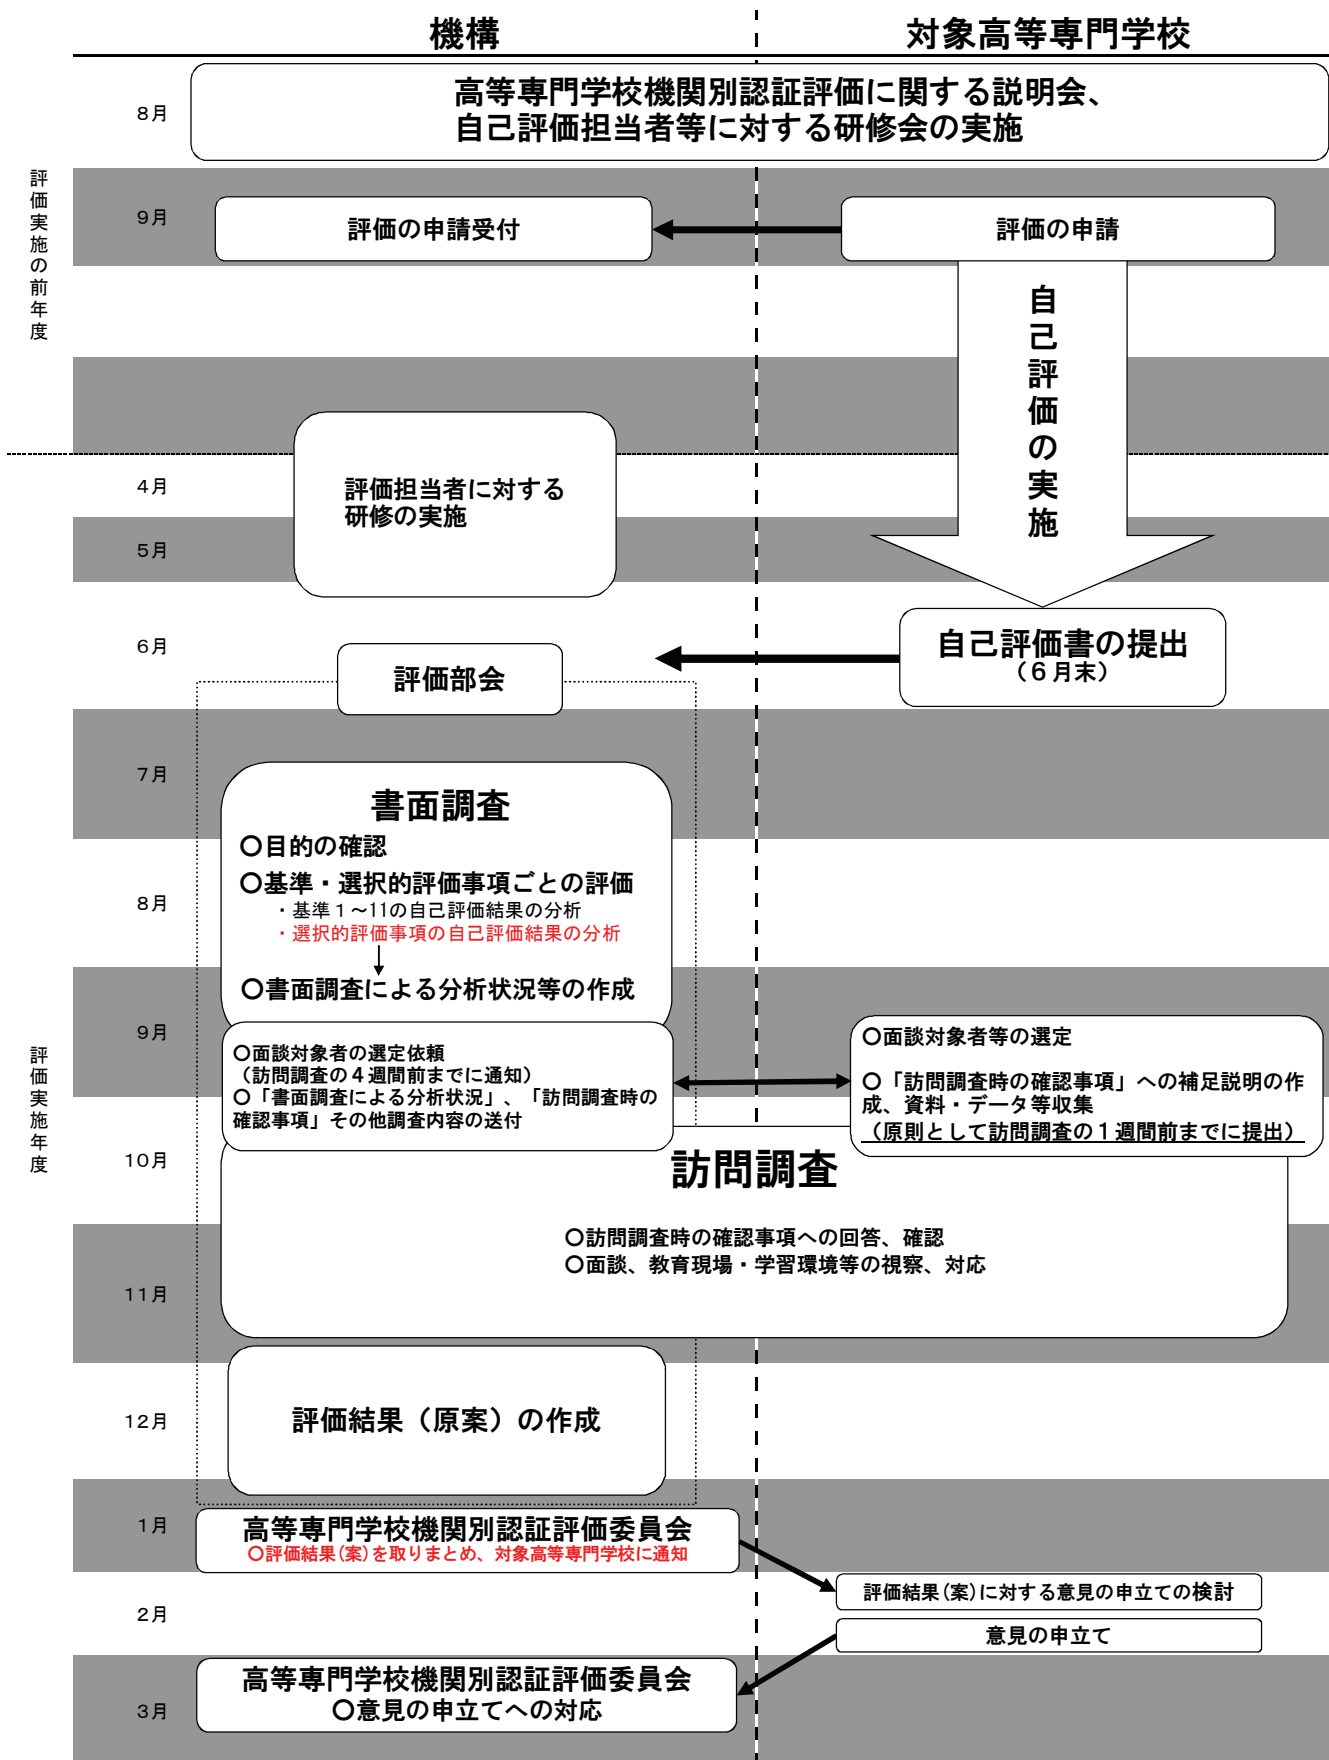 機構
対象高等専門学校
評価実施の前年度
8月
高等専門学校機関別認証評価に関する説明会、
自己評価担当者等に対する研修会の実施
9月
評価の申請受付
評価の申請
自己評価の実施
4月
評価担当者に対する
研修の実施
5月
6月
自己評価書の提出
（６月末）
評価部会
評価実施年度
7月
書面調査
○目的の確認
○基準・選択的評価事項ごとの評価
・基準１～11の自己評価結果の分析
・選択的評価事項の自己評価結果の分析
8月
○書面調査による分析状況等の作成
9月
○面談対象者の選定依頼
（訪問調査の４週間前までに通知）
○「書面調査による分析状況」、「訪問調査時の
確認事項」その他調査内容の送付
○面談対象者等の選定
○「訪問調査時の確認事項」への補足説明の作
成、資料・データ等収集
（原則として訪問調査の１週間前までに提出）
10月
訪問調査
○訪問調査時の確認事項への回答、確認
○面談、教育現場・学習環境等の視察、対応
11月
12月
評価結果（原案）の作成
1月
高等専門学校機関別認証評価委員会
○評価結果(案)を取りまとめ、対象高等専門学校に通知
評価結果(案)に対する意見の申立ての検討
2月
意見の申立て
3月
高等専門学校機関別認証評価委員会
○意見の申立てへの対応